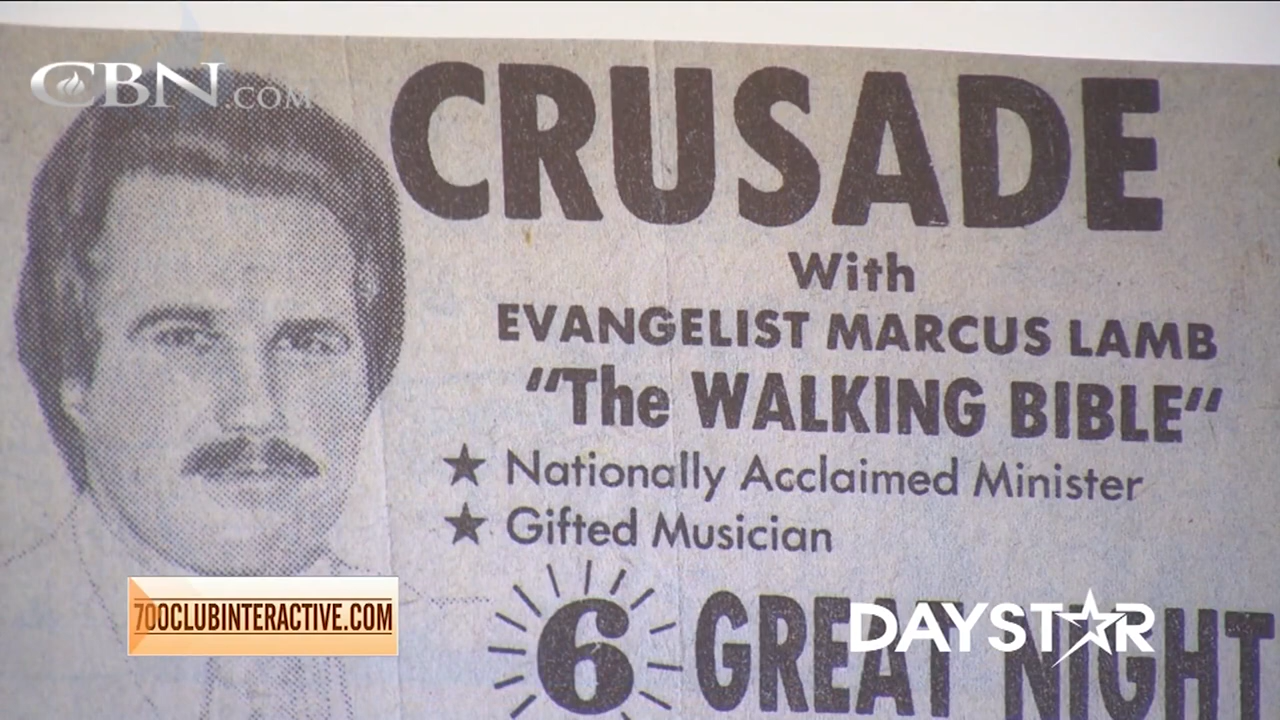 CBN.COM
CRUSADE
With
EVANGELIST MARCUS LAMB
"The WALKING BIBLE"
★ Nationally Acclaimed Minister
★ Gifted Musician
6 GREAT NIGHT
700CLUBINTERACTIVE.COM
DAYSTAR